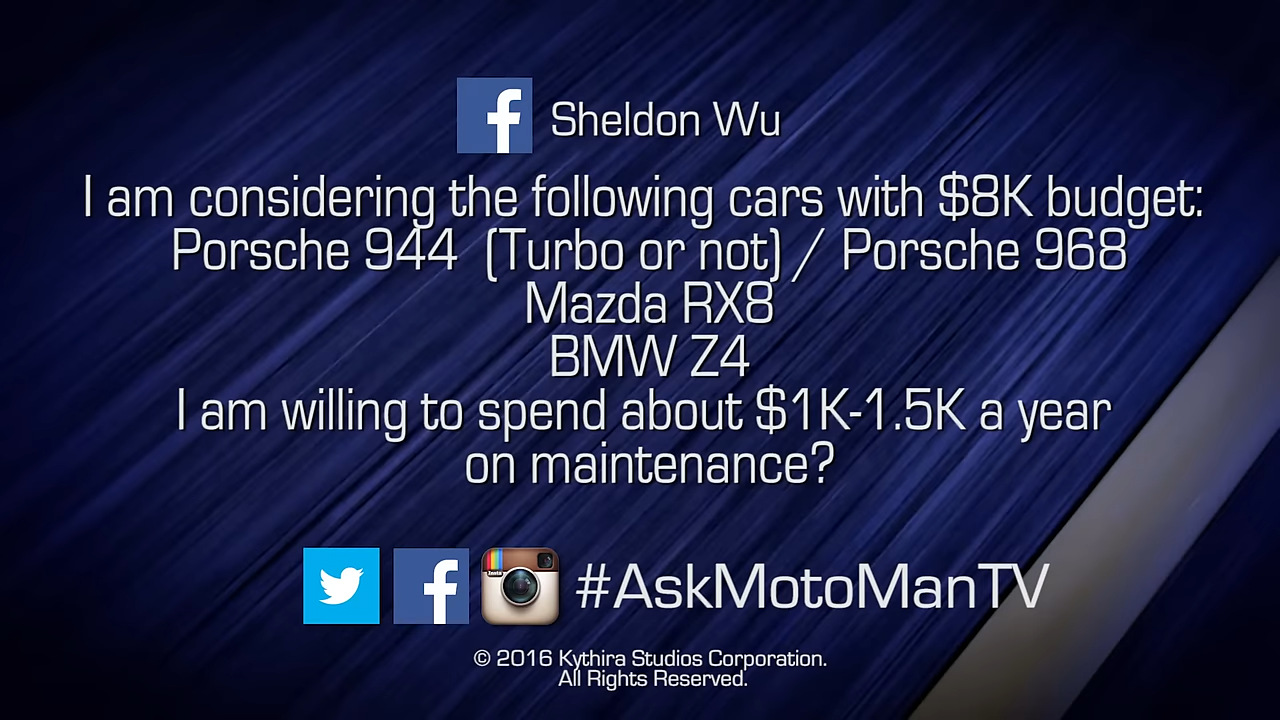 Sheldon Wu
I am considering the following cars with $8K budget:
Porsche 944 (Turbo or not) / Porsche 968
Mazda RX8
BMW Z4
I am willing to spend about $1K-1.5K a year
on maintenance?
Insta
#AskMotoManTV
© 2016 Kythira Studios Corporation.
All Rights Reserved.